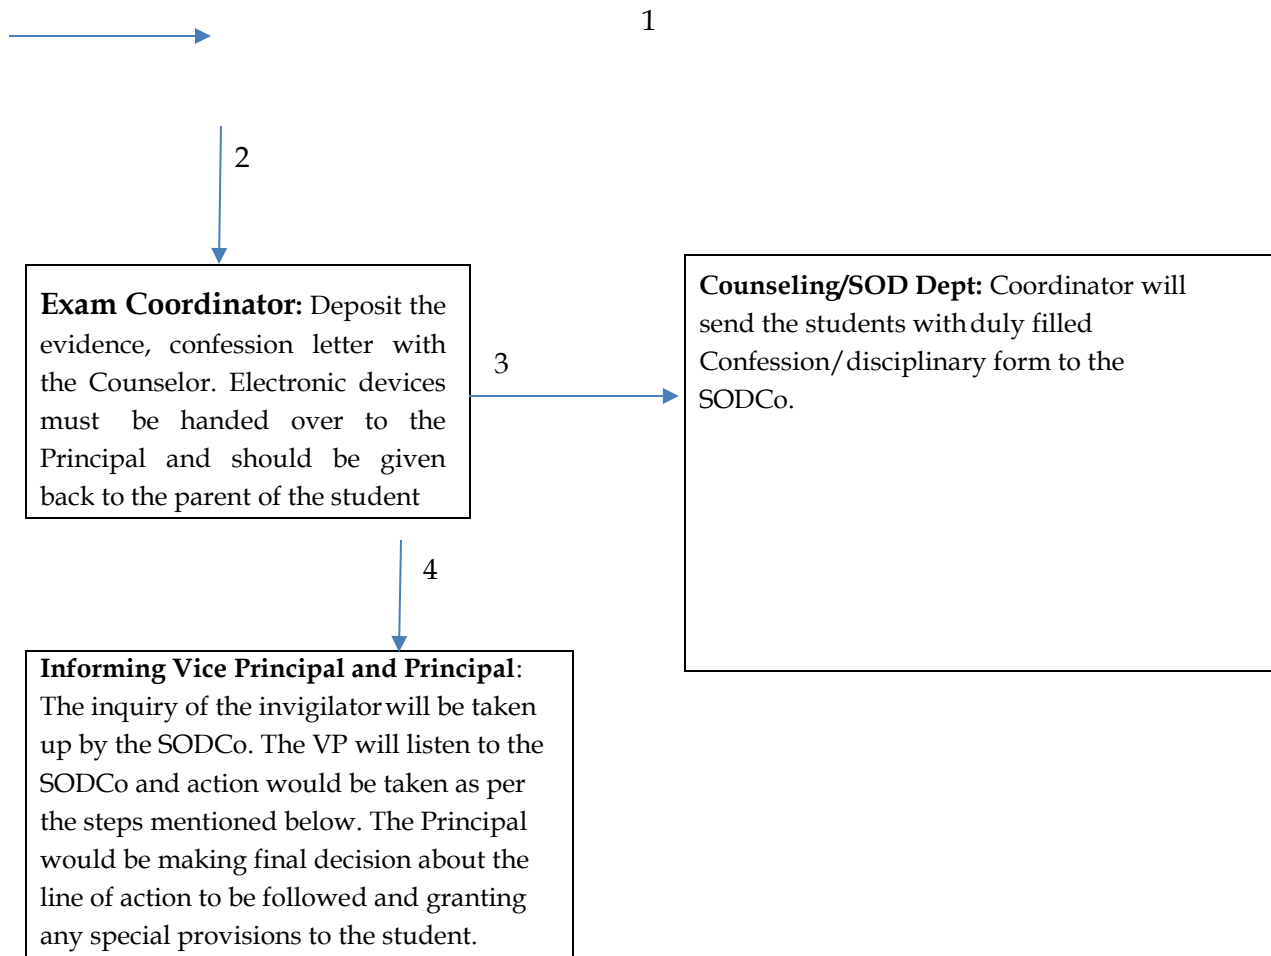 1
2
Exam Coordinator: Deposit the
evidence, confession letter with
the Counselor. Electronic devices
must be handed over to the
Principal and should be given
back to the parent of the student
3
Counseling/SOD Dept: Coordinator will
send the students with duly filled
Confession/disciplinary form to the
SODCo.
4
Informing Vice Principal and Principal:
The inquiry of the invigilator will be taken
up by the SODCo. The VP will listen to the
SODCo and action would be taken as per
the steps mentioned below. The Principal
would be making final decision about the
line of action to be followed and granting
any special provisions to the student.